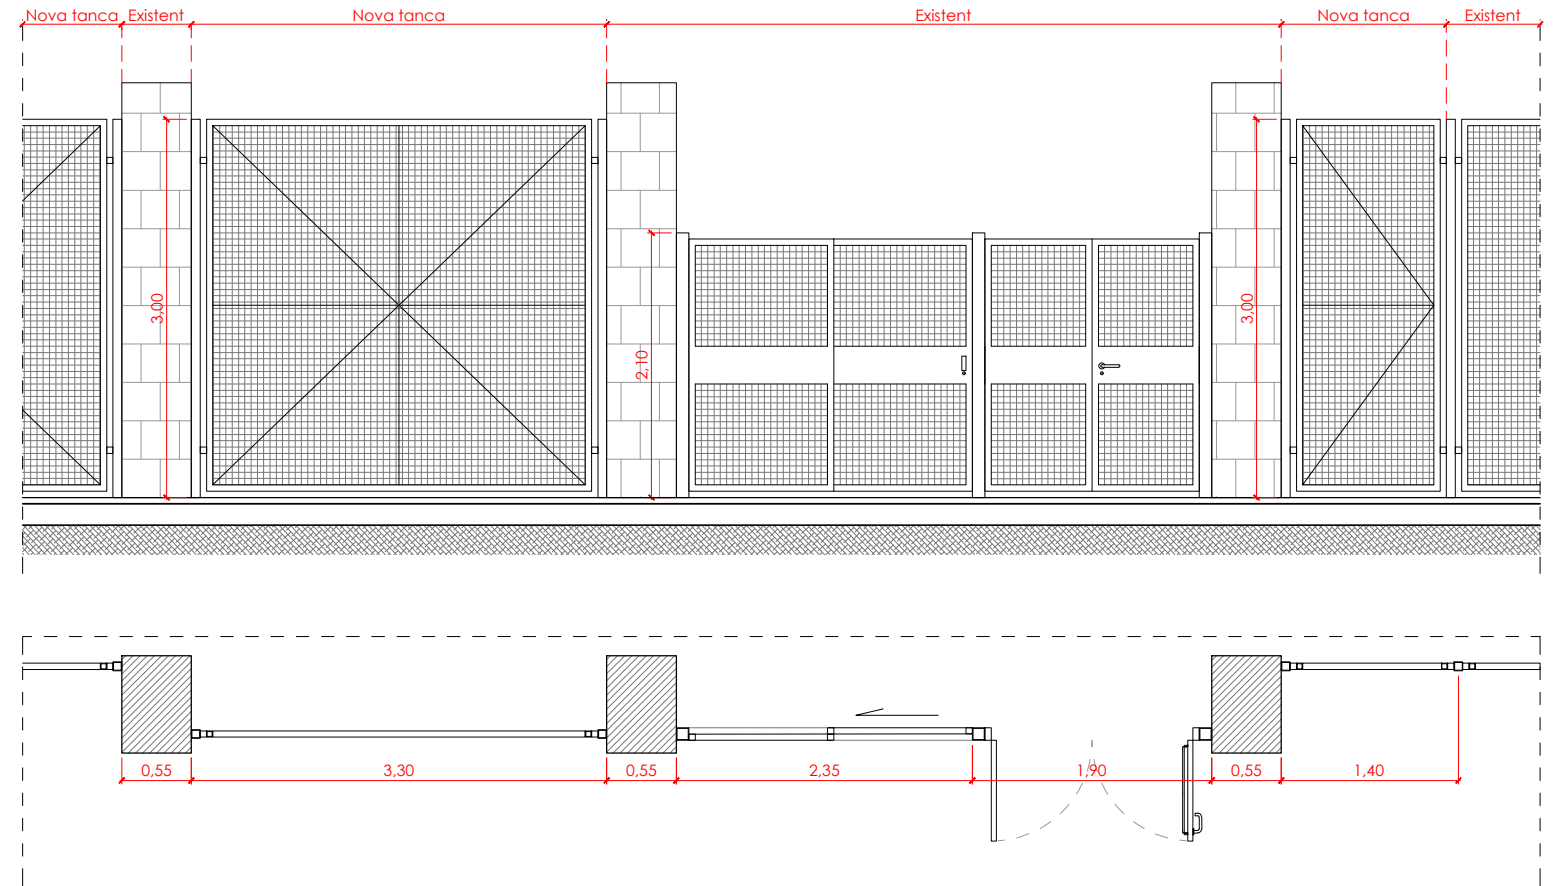 Nova tanca Existent Nova tanca Existent Nova tanca Existent
3,00 2,10 3,00
0,55 3,30 0,55 2,35 1,90 0,55 1,40